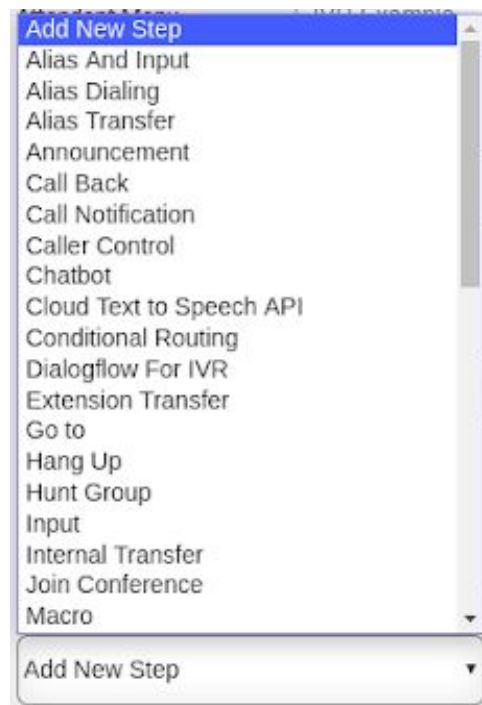 Add New Step
Alias And Input
Alias Dialing
Alias Transfer
Announcement
Call Back
Call Notification
Caller Control
Chatbot
Cloud Text to Speech API
Conditional Routing
Dialogflow For IVR
Extension Transfer
Go to
Hang Up
Hunt Group
Input
Internal Transfer
Join Conference
Macro
Add New Step